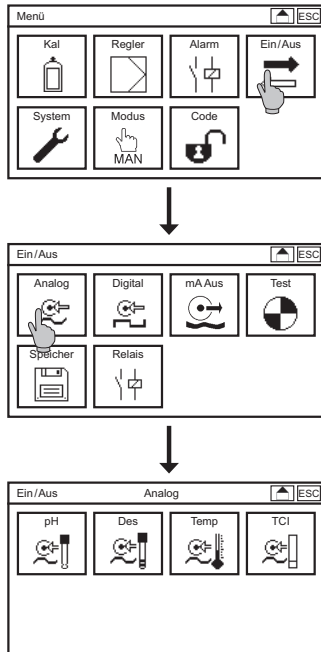 Menü ESC
Kal Regler Alarm Ein/Aus
System Modus Code
MAN
Ein/Aus ESC
Analog Digital mA Aus Test
Speicher Relais
Ein/Aus Analog ESC
pH Des Temp TCl